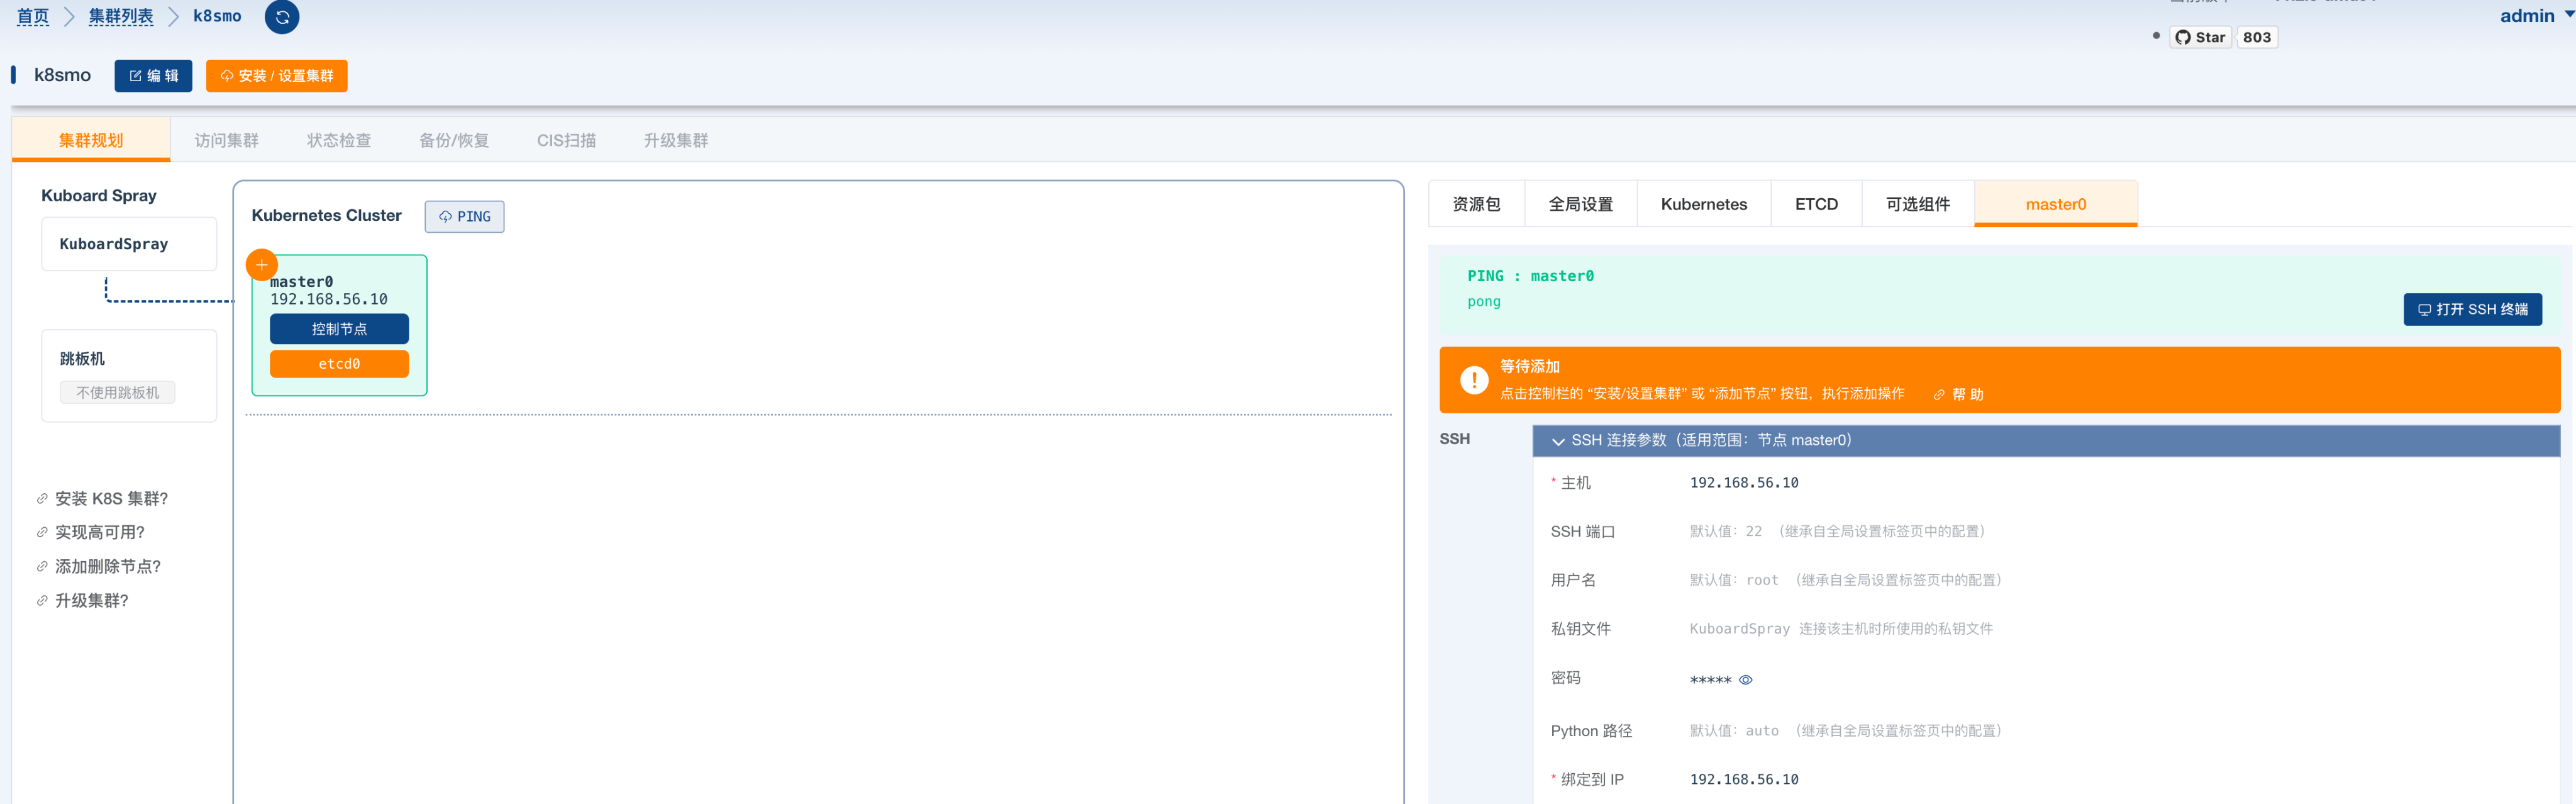 首页 集群列表 k8smo
admin
Star 803
k8smo 编 辑 安装 / 设置集群
集群规划 访问集群 状态检查 备份/恢复 CIS扫描 升级集群
Kuboard Spray
KuboardSpray
跳板机
不使用跳板机
安装 K8S 集群?
实现高可用?
添加删除节点?
升级集群?
Kubernetes Cluster PING
master0
192.168.56.10
控制节点
etcd0
资源包 全局设置 Kubernetes ETCD 可选组件 master0
PING : master0
pong
打开 SSH 终端
等待添加
点击控制栏的 “安装/设置集群” 或 “添加节点” 按钮，执行添加操作 帮 助
SSH
SSH 连接参数（适用范围：节点 master0）
* 主机 192.168.56.10
SSH 端口 默认值：22 （继承自全局设置标签页中的配置）
用户名 默认值：root （继承自全局设置标签页中的配置）
私钥文件 KuboardSpray 连接该主机时所使用的私钥文件
密码 *****
Python 路径 默认值：auto （继承自全局设置标签页中的配置）
* 绑定到 IP 192.168.56.10